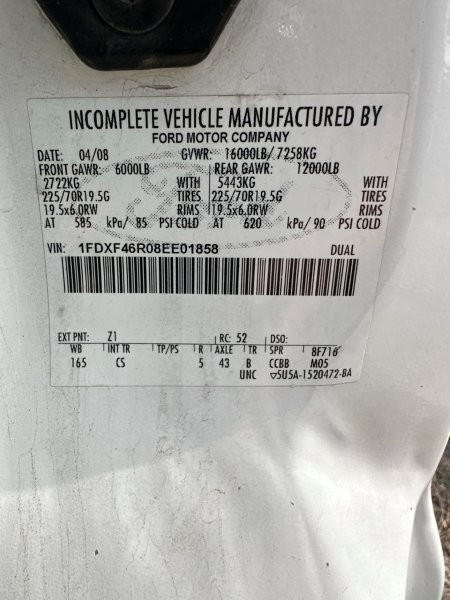 INCOMPLETE VEHICLE MANUFACTURED BY
FORD MOTOR COMPANY
DATE: 04/08 GVWR: 16000LB/ 7258KG
FRONT GAWR: 6000LB REAR GAWR: 12000LB
2722KG WITH 5443KG WITH
225/70R19.5G TIRES 225/70R19.5G TIRES
19.5x6.0RW RIMS 19.5x6.0RW RIMS
AT 585 kPa/ 85 PSI COLD AT 620 kPa/ 90 PSI COLD
VIN: 1FDXF46R08EE01858 DUAL
EXT PNT: Z1 RC: 52 DSO:
WB INT TR TP/PS R AXLE TR SPR 8F716
165 CS 5 43 B CCBB M05
UNC ▽5U5A-1520472-BA